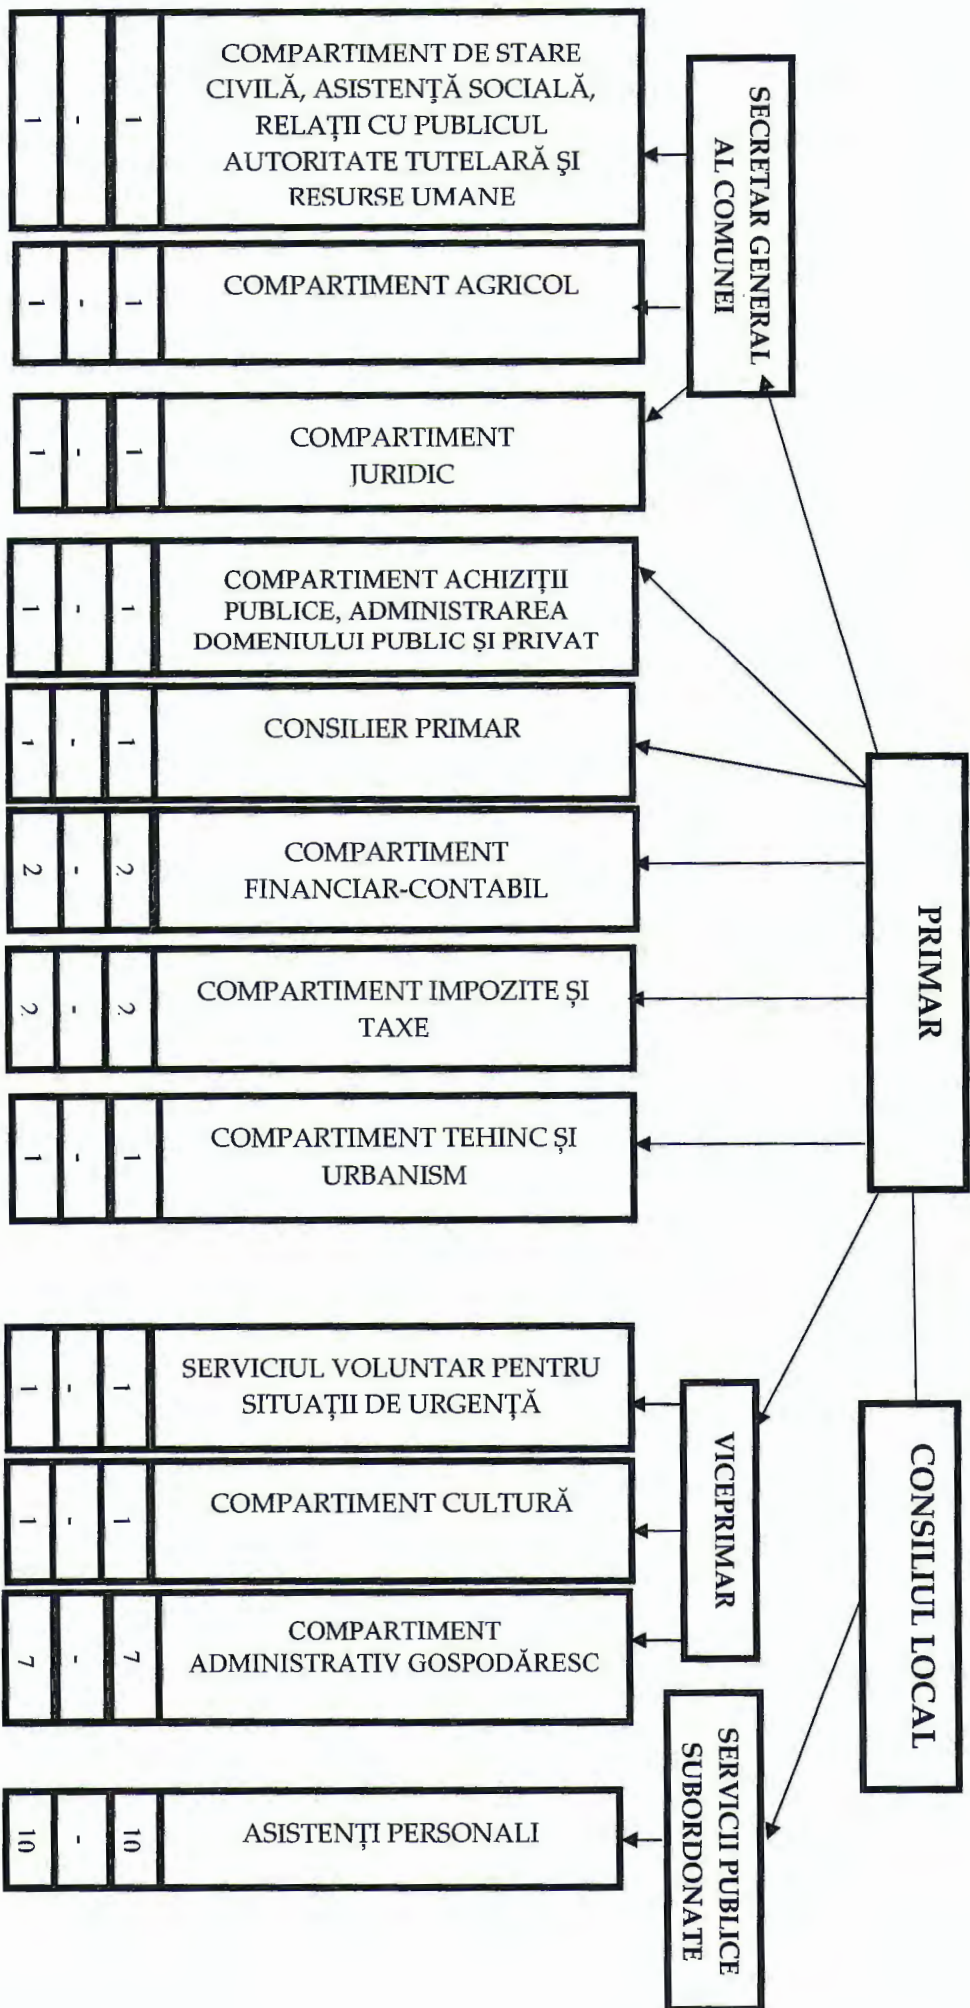 PRIMAR
CONSILIUL LOCAL
SECRETAR GENERAL
AL COMUNEI
VICEPRIMAR
SERVICII PUBLICE
SUBORDONATE
COMPARTIMENT DE STARE
CIVILĂ, ASISTENŢĂ SOCIALĂ,
RELAȚII CU PUBLICUL
AUTORITATE TUTELARĂ ŞI
RESURSE UMANE
1 - 1
COMPARTIMENT AGRICOL
1 - 1
COMPARTIMENT
JURIDIC
1 - 1
COMPARTIMENT ACHIZIȚII
PUBLICE, ADMINISTRAREA
DOMENIULUI PUBLIC ȘI PRIVAT
1 - 1
CONSILIER PRIMAR
1 - 1
COMPARTIMENT
FINANCIAR-CONTABIL
2 - 2
COMPARTIMENT IMPOZITE ȘI
TAXE
2 - 2
COMPARTIMENT TEHINC ȘI
URBANISM
1 - 1
SERVICIUL VOLUNTAR PENTRU
SITUAȚII DE URGENȚĂ
1 - 1
COMPARTIMENT CULTURĂ
1 - 1
COMPARTIMENT
ADMINISTRATIV GOSPODĂRESC
7 - 7
ASISTENȚI PERSONALI
10 - 10